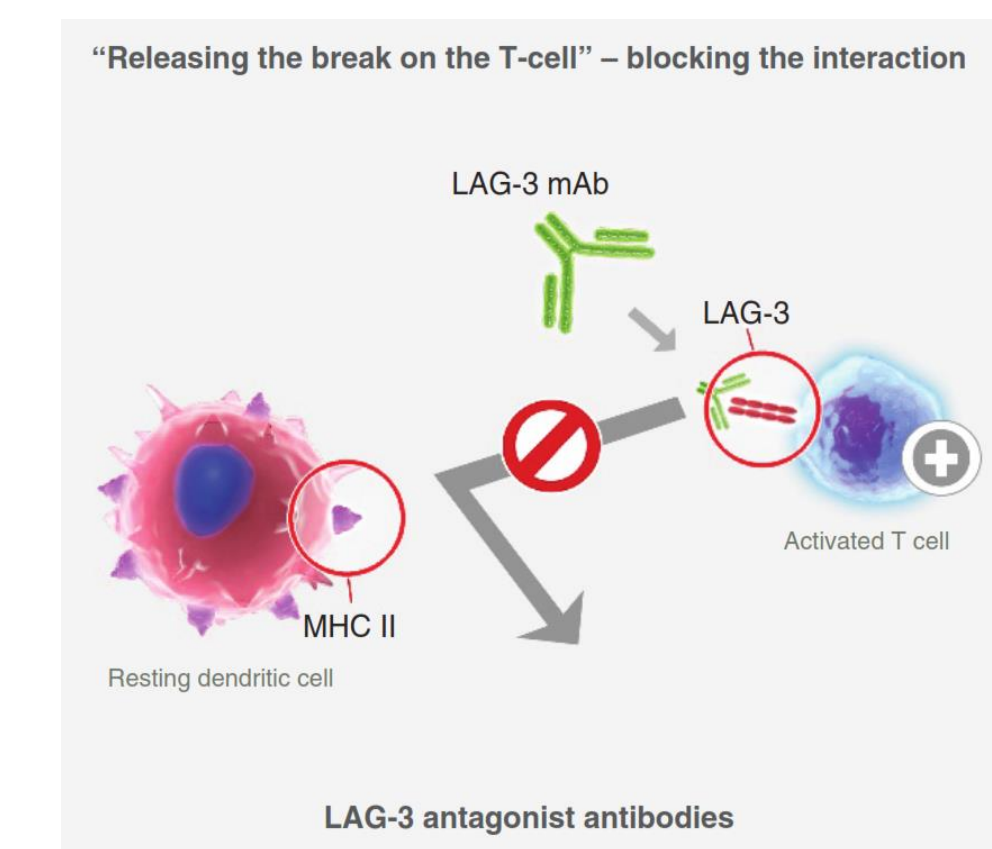 “Releasing the break on the T-cell” – blocking the interaction
LAG-3 mAb
LAG-3
Activated T cell
MHC II
Resting dendritic cell
LAG-3 antagonist antibodies